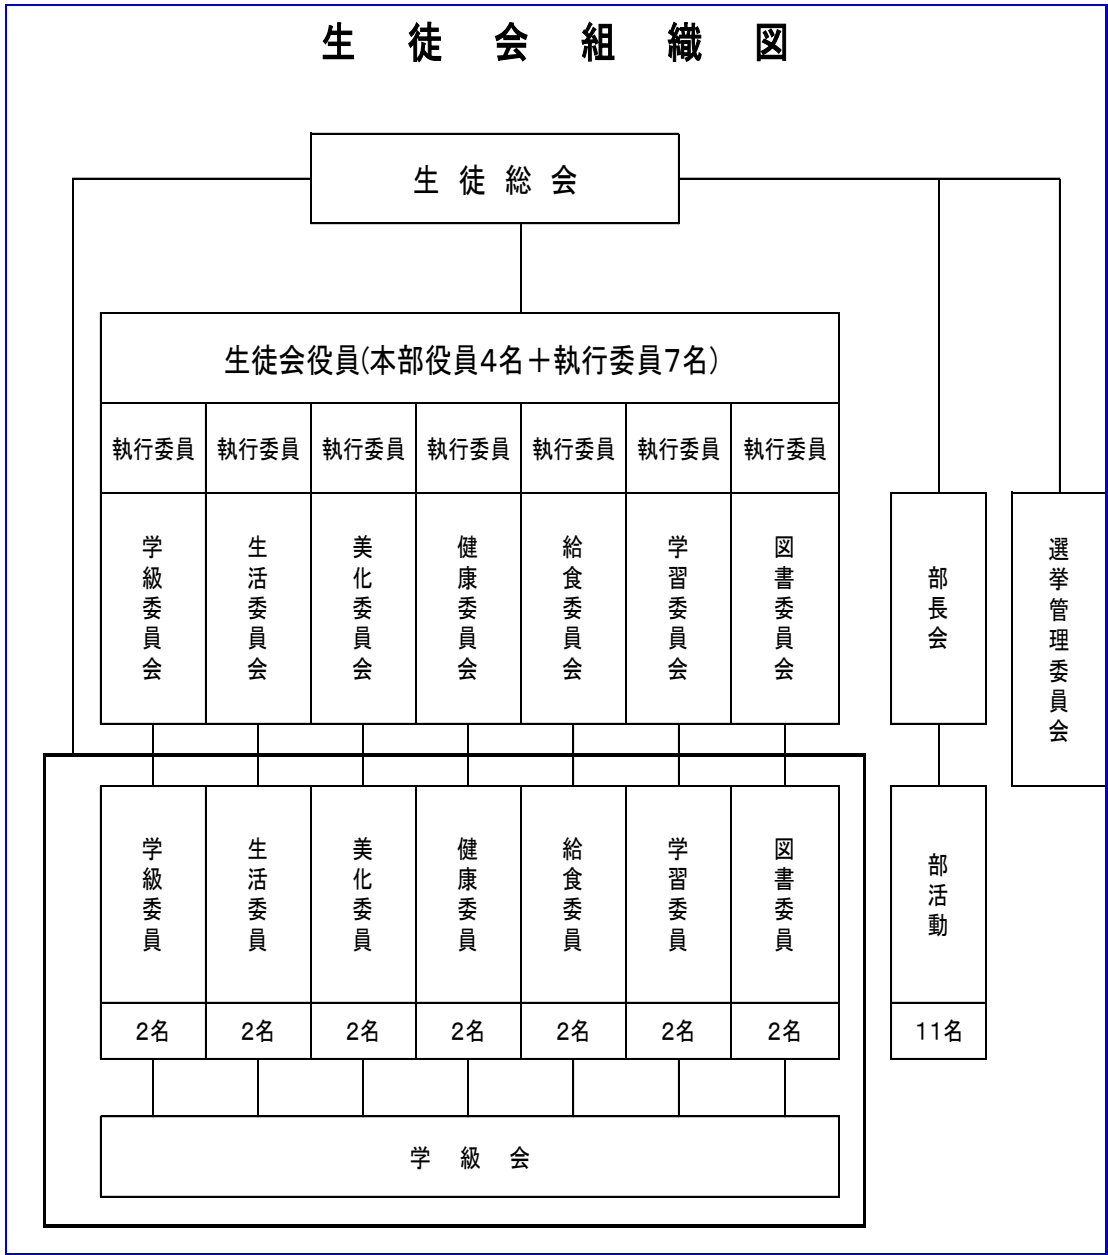 生徒会組織図
生徒総会
生徒会役員(本部役員4名＋執行委員7名)
執行委員 執行委員 執行委員 執行委員 執行委員 執行委員 執行委員
学級委員会
生活委員会
美化委員会
健康委員会
給食委員会
学習委員会
図書委員会
部長会
選挙管理委員会
学級委員
生活委員
美化委員
健康委員
給食委員
学習委員
図書委員
部活動
2名 2名 2名 2名 2名 2名 2名 11名
学級会